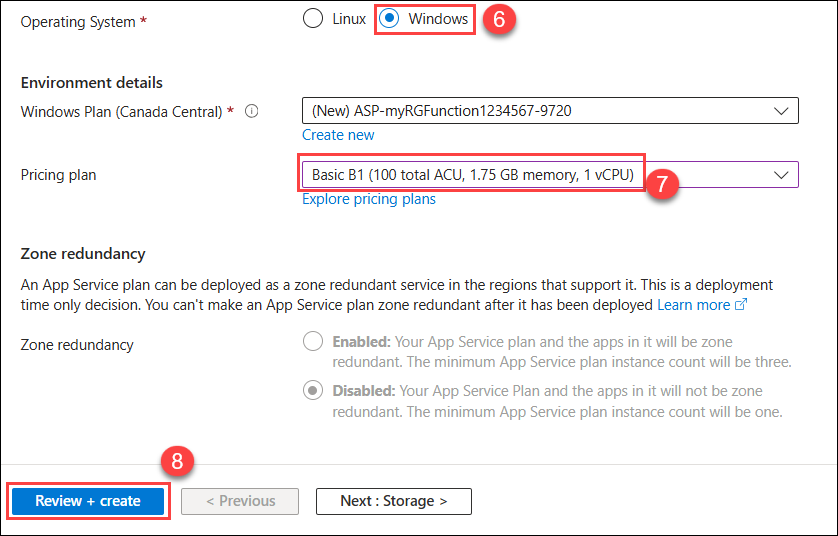 Operating System * Linux Windows 6
Environment details
Windows Plan (Canada Central) * (New) ASP-myRGFunction1234567-9720
Create new
Pricing plan Basic B1 (100 total ACU, 1.75 GB memory, 1 vCPU) 7
Explore pricing plans
Zone redundancy
An App Service plan can be deployed as a zone redundant service in the regions that support it. This is a deployment
time only decision. You can't make an App Service plan zone redundant after it has been deployed Learn more
Zone redundancy Enabled: Your App Service plan and the apps in it will be zone
redundant. The minimum App Service plan instance count will be three.
Disabled: Your App Service Plan and the apps in it will not be zone
redundant. The minimum App Service plan instance count will be one.
8
Review + create < Previous Next : Storage >